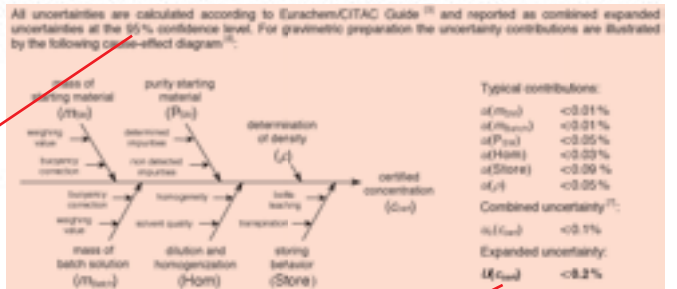 All uncertainties are calculated according to Eurachem/CITAC Guide [3] and reported as combined expanded
uncertainties at the 95% confidence level. For gravimetric preparation the uncertainty contributions are illustrated
by the following cause-effect diagram [4]:
mass of starting material
purity starting material
weighing value
determined impurities
determination of density
buoyancy correction
non detected impurities
certified concentration
buoyancy correction
homogeneity
bottle leaching
weighing value
solvent quality
transpiration
mass of batch solution
dilution and homogenization (Hom)
storing behavior (Store)
Typical contributions:
<0.01%
<0.01%
<0.05%
u(Hom) <0.03%
u(Store) <0.09 %
<0.05%
Combined uncertainty
<0.1%
Expanded uncertainty:
<0.2%